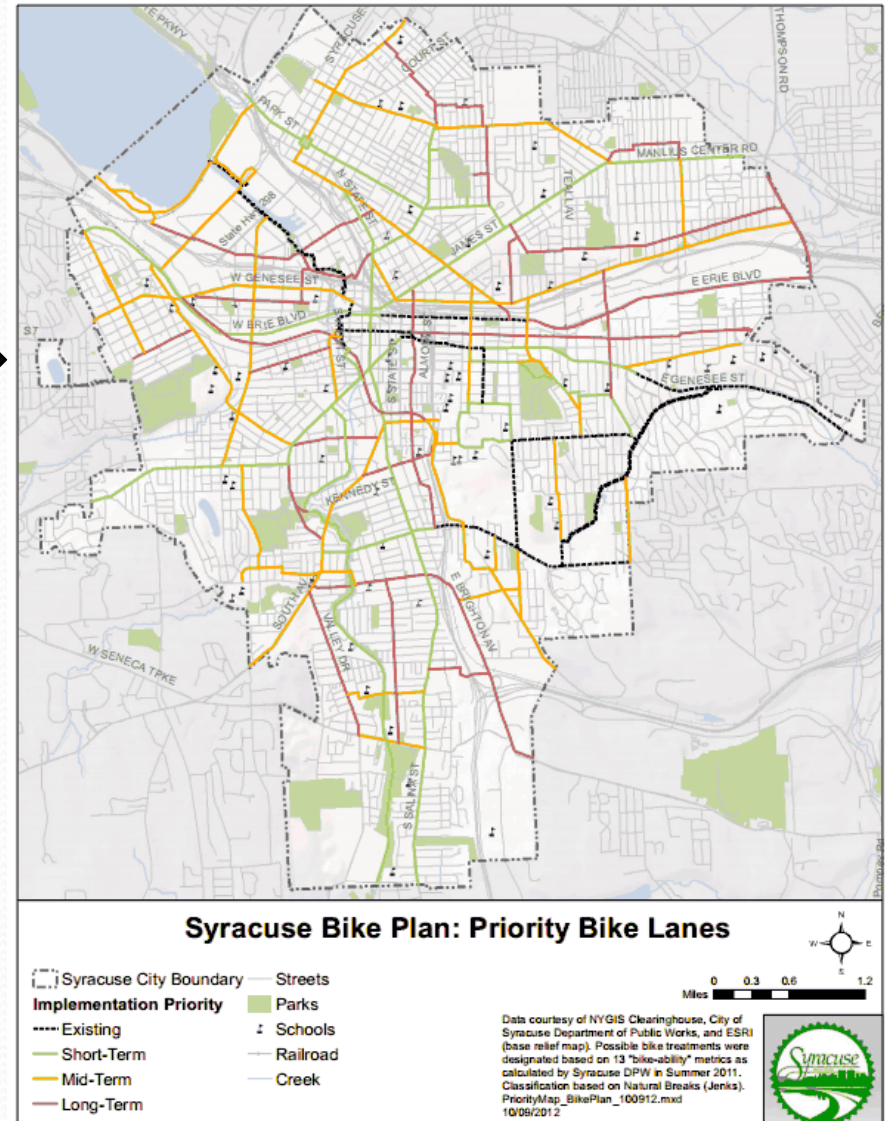 TE PKWY
SYRACUSE
COURT ST
THOMPSON RD
PARK ST
MANLIUS CENTER RD
N STATE ST
TEALL AV
State Hwy 298
JAMES ST
W GENESEE ST
E ERIE BLVD
W ERIE BLVD
ST
ST
S STATE ST
ALMOND ST
E GENESEE ST
KENNEDY ST
SOUTH AV
VALLEY DR
E BRIGHTON AV
W SENECA TPKE
S SALINA ST
Pompey Rd
Syracuse Bike Plan: Priority Bike Lanes
N
W E
S
Syracuse City Boundary
Streets
Implementation Priority
Parks
Existing
Schools
Short-Term
Railroad
Mid-Term
Creek
Long-Term
0 0.3 0.6 1.2
Miles
Data courtesy of NYGIS Clearinghouse, City of
Syracuse Department of Public Works, and ESRI
(base relief map). Possible bike treatments were
designated based on 13 "bike-ability" metrics as
calculated by Syracuse DPW in Summer 2011.
Classification based on Natural Breaks (Jenks).
PriorityMap_BikePlan_100912.mxd
10/09/2012
Syracuse